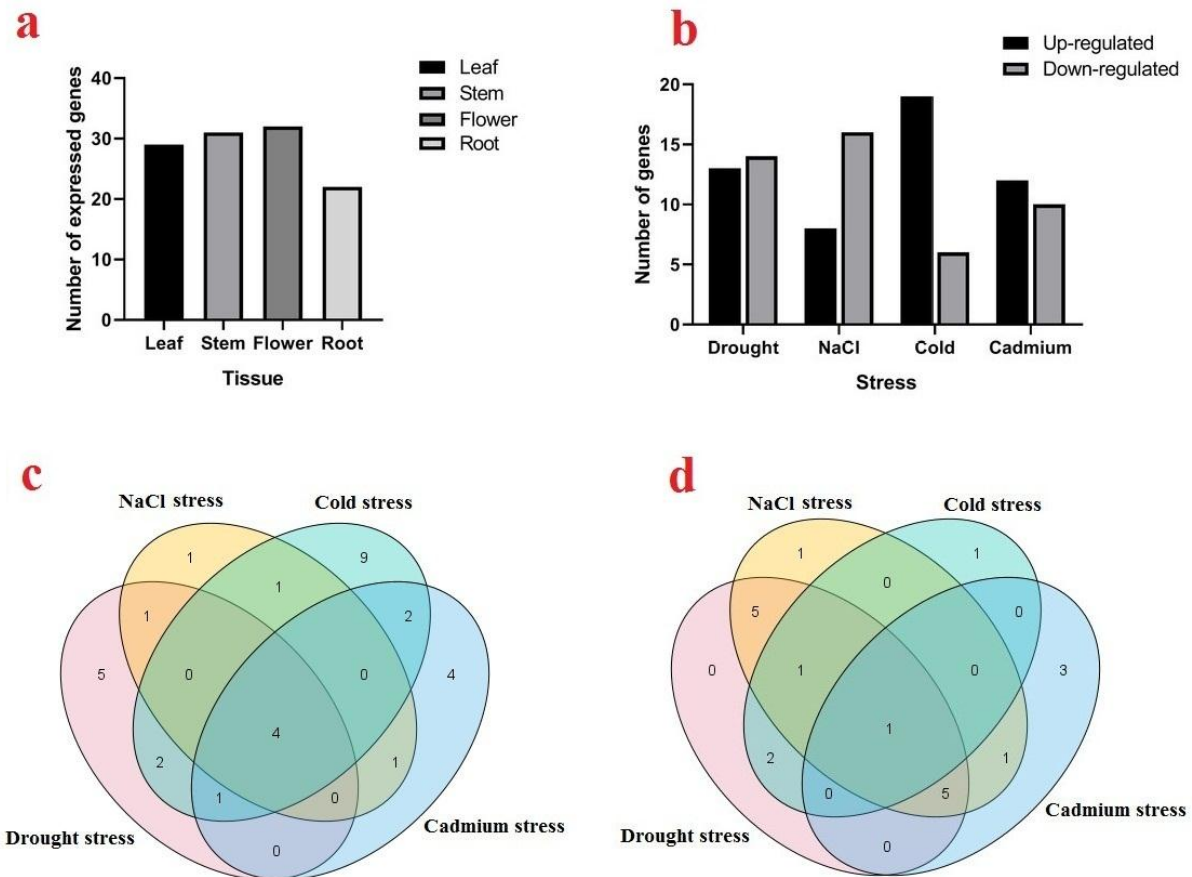 a
Number of expressed genes
40
30
20
10
0
Leaf Stem Flower Root
Tissue
Leaf
Stem
Flower
Root
b
Number of genes
20
15
10
5
0
Drought NaCl Cold Cadmium
Stress
Up-regulated
Down-regulated
c
NaCl stress
Cold stress
1
9
1
1
2
5
0
0
4
4
2
1
1
0
0
Drought stress
Cadmium stress
d
NaCl stress
Cold stress
1
1
0
5
0
0
1
0
3
1
2
1
0
5
0
Drought stress
Cadmium stress